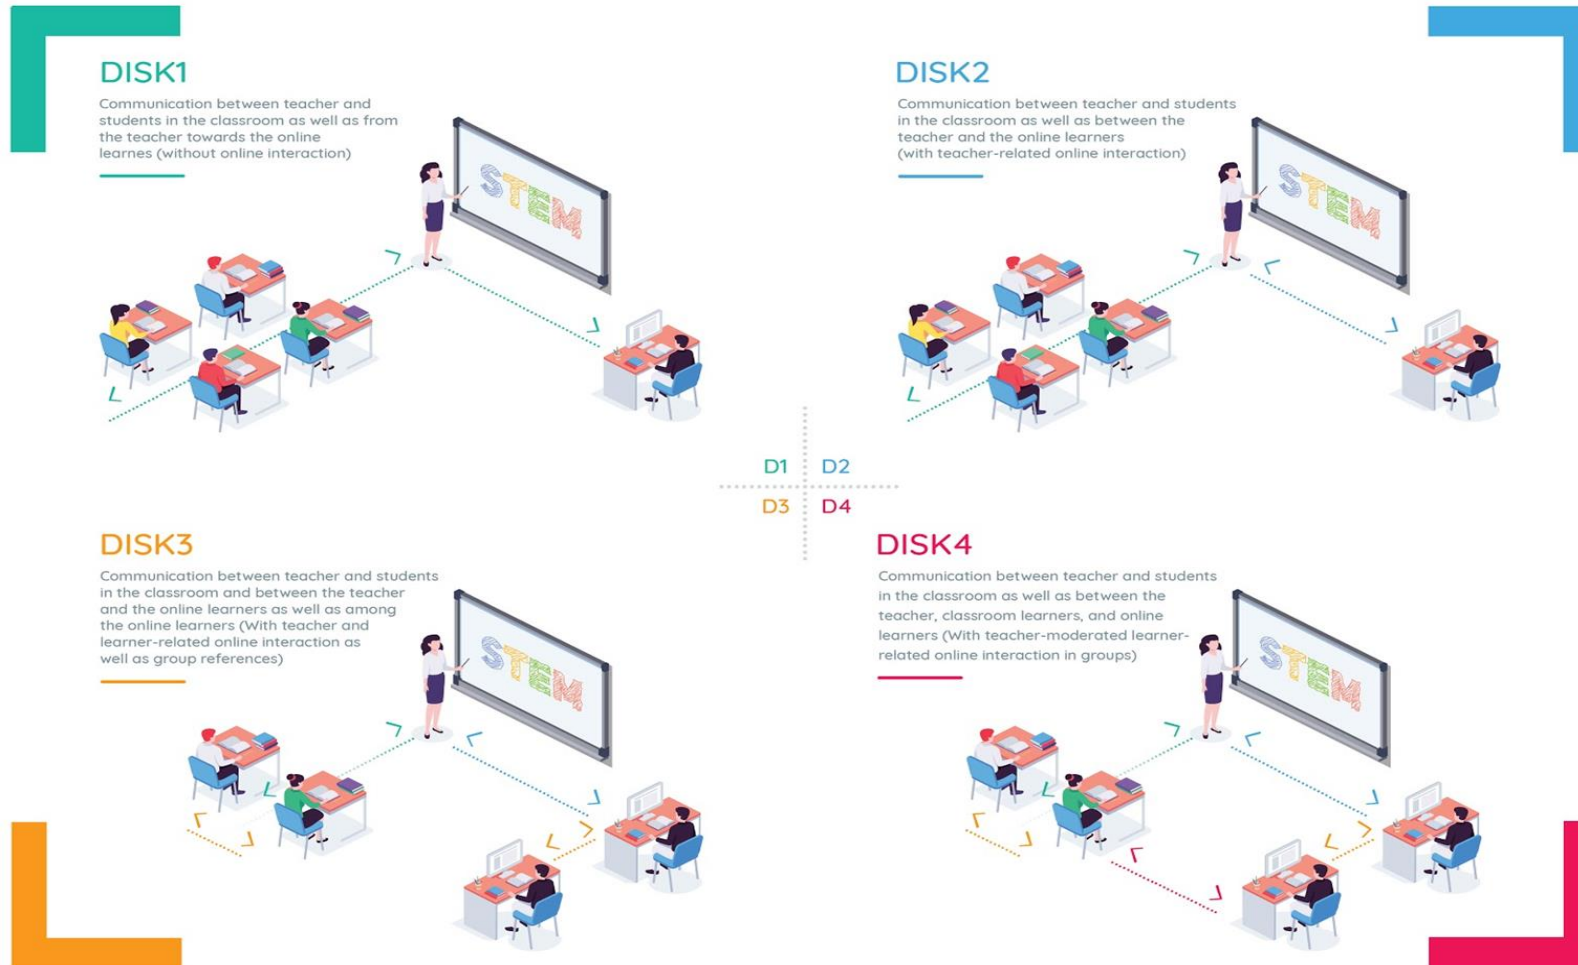 DISK1
Communication between teacher and
students in the classroom as well as from
the teacher towards the online
learnes (without online interaction)
STEM
DISK2
Communication between teacher and students
in the classroom as well as between the
teacher and the online learners
(with teacher-related online interaction)
STEM
D1
D2
D3
D4
DISK3
Communication between teacher and students
in the classroom and between the teacher
and the online learners as well as among
the online learners (With teacher and
learner-related online interaction as
well as group references)
STEM
DISK4
Communication between teacher and students
in the classroom as well as between the
teacher, classroom learners, and online
learners (With teacher-moderated learner-
related online interaction in groups)
STEM